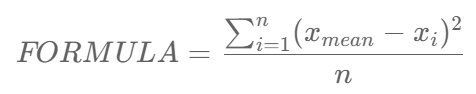 FORMULA = \frac{\sum_{i=1}^{n}(x_{mean} - x_i)^2}{n}